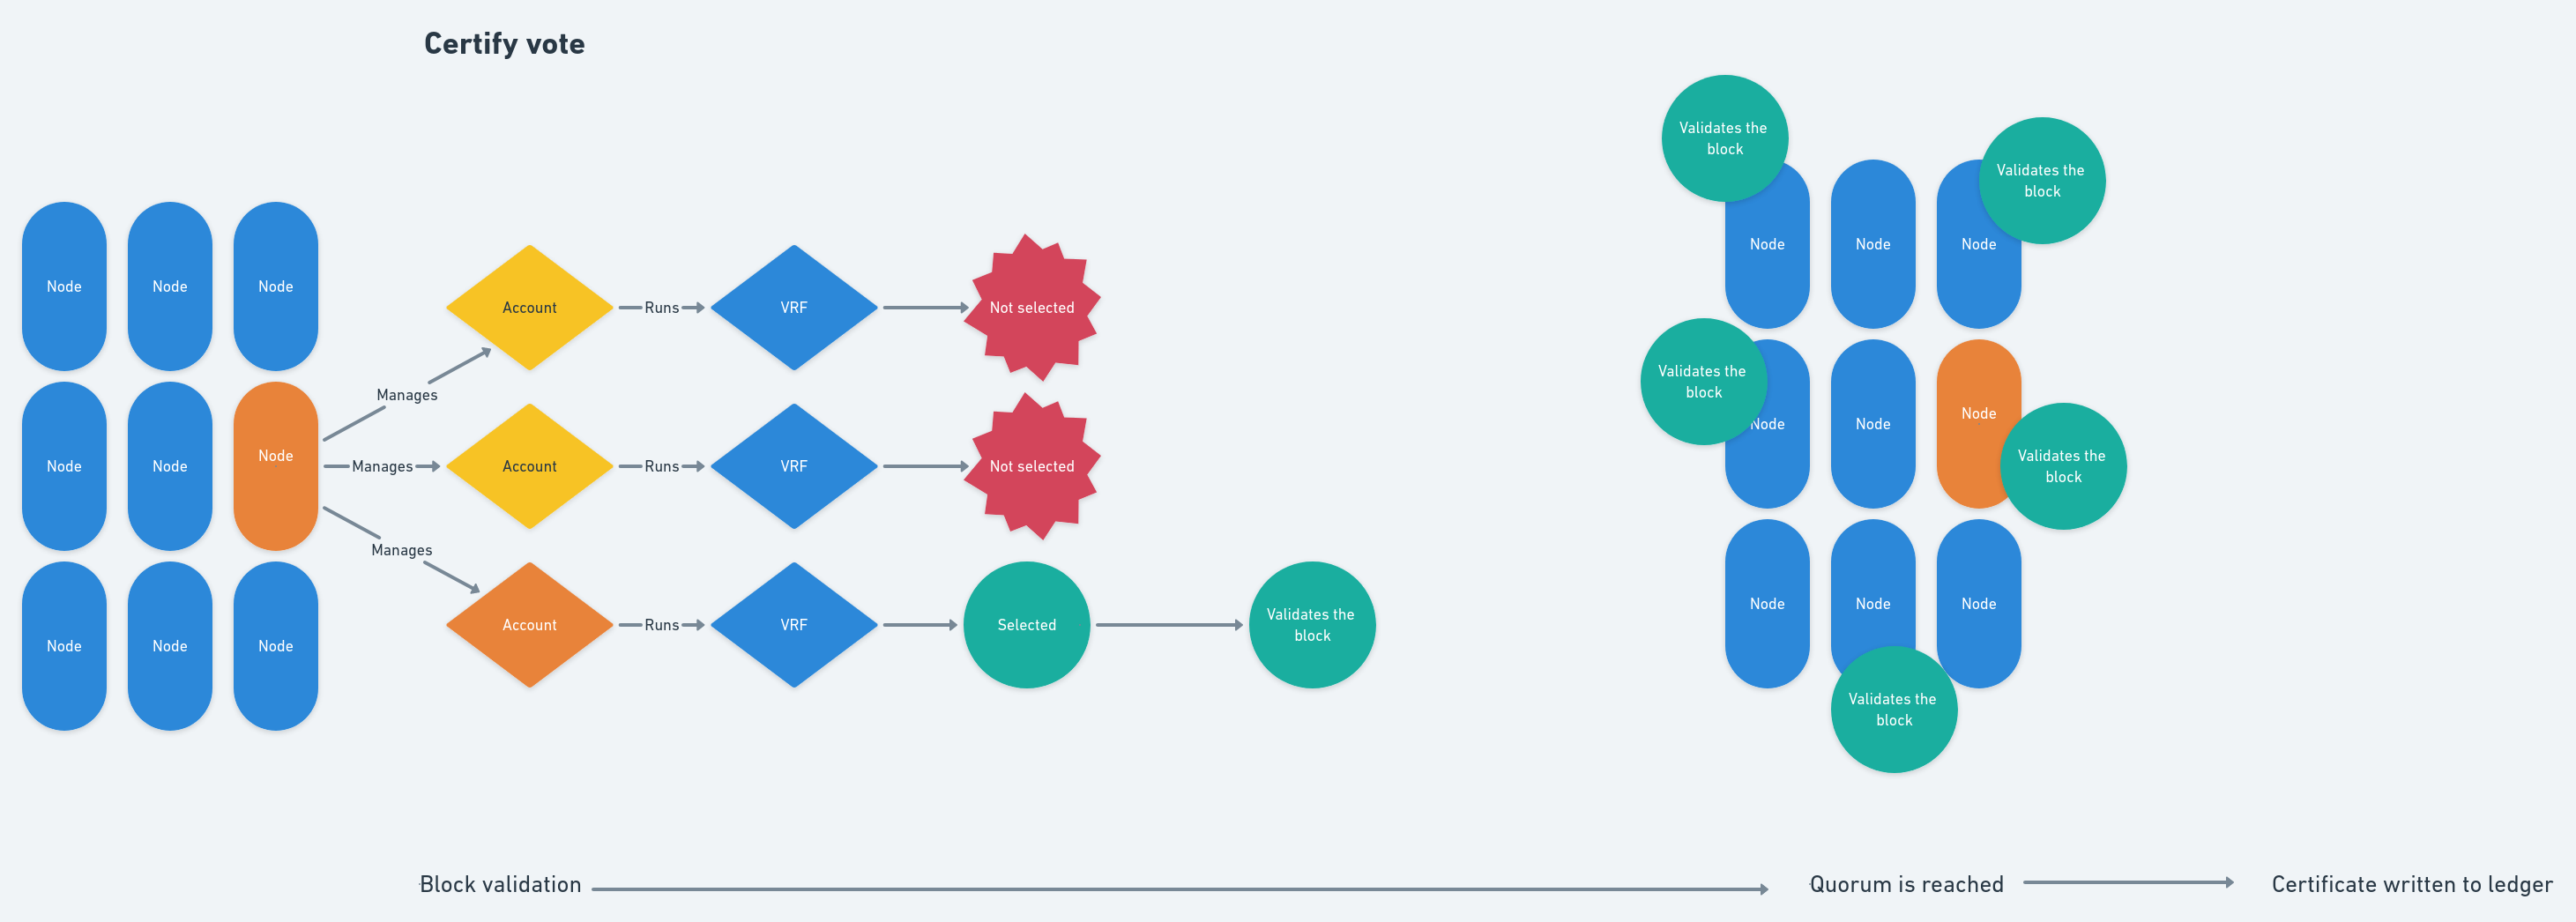 Certify vote
Node
Node
Node
Node
Node
Node
Node
Node
Node
Manages
Manages
Manages
Account
Runs
VRF
Not selected
Account
Runs
VRF
Not selected
Account
Runs
VRF
Selected
Validates the
block
Validates the
block
Validates the
block
Node
Node
Node
Validates the
block
Node
Node
Node
Validates the
block
Node
Node
Node
Validates the
block
Block validation
Quorum is reached
Certificate written to ledger